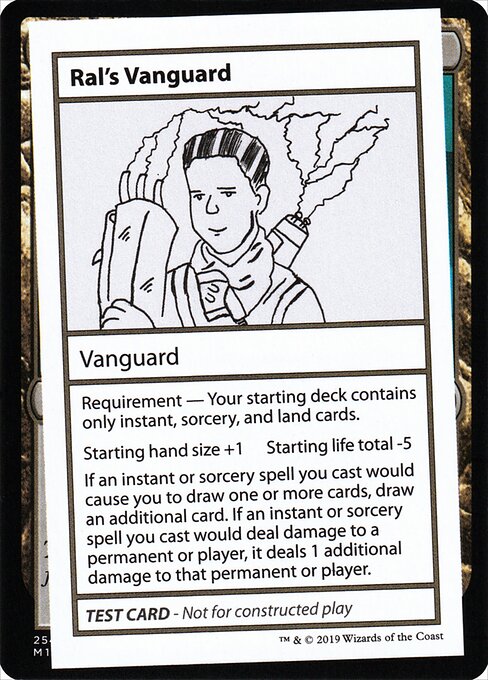 Ral's Vanguard
Vanguard
Requirement — Your starting deck contains
only instant, sorcery, and land cards.
Starting hand size +1 Starting life total -5
If an instant or sorcery spell you cast would
cause you to draw one or more cards, draw
an additional card. If an instant or sorcery
spell you cast would deal damage to a
permanent or player, it deals 1 additional
damage to that permanent or player.
TEST CARD - Not for constructed play
™ & © 2019 Wizards of the Coast